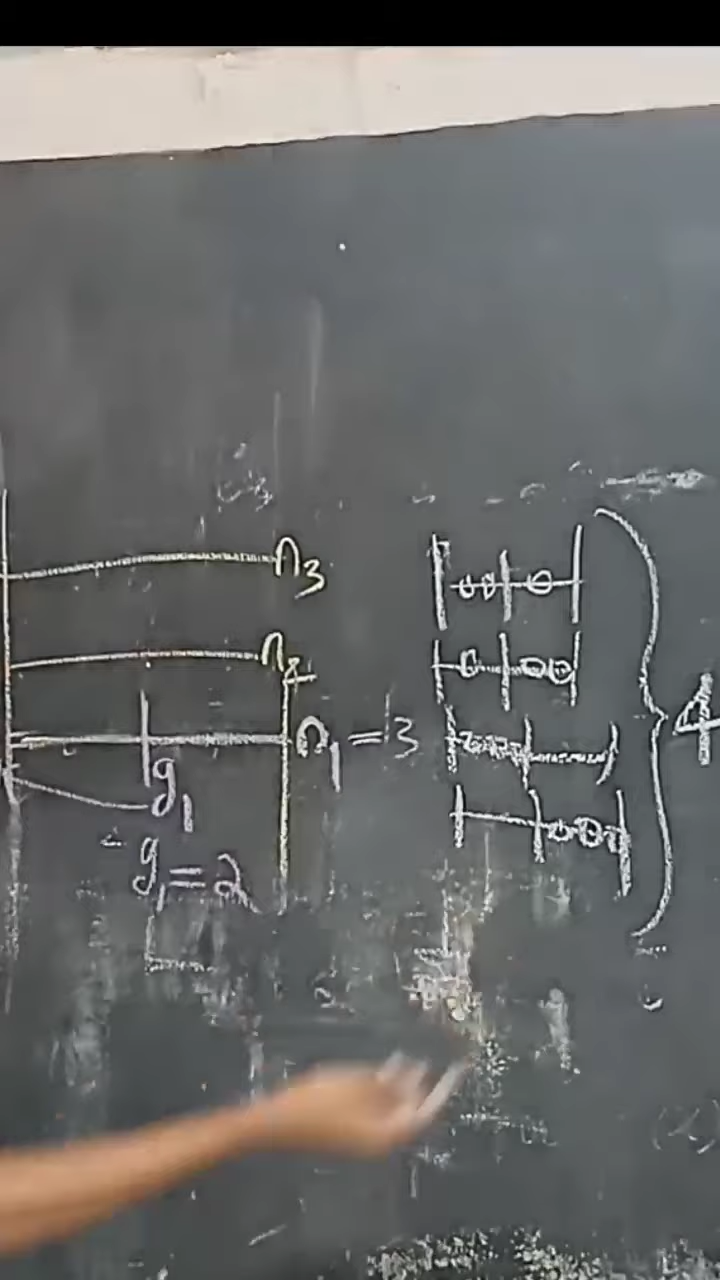 n3
n2
n1 = 3
g1
g1 = 2
4